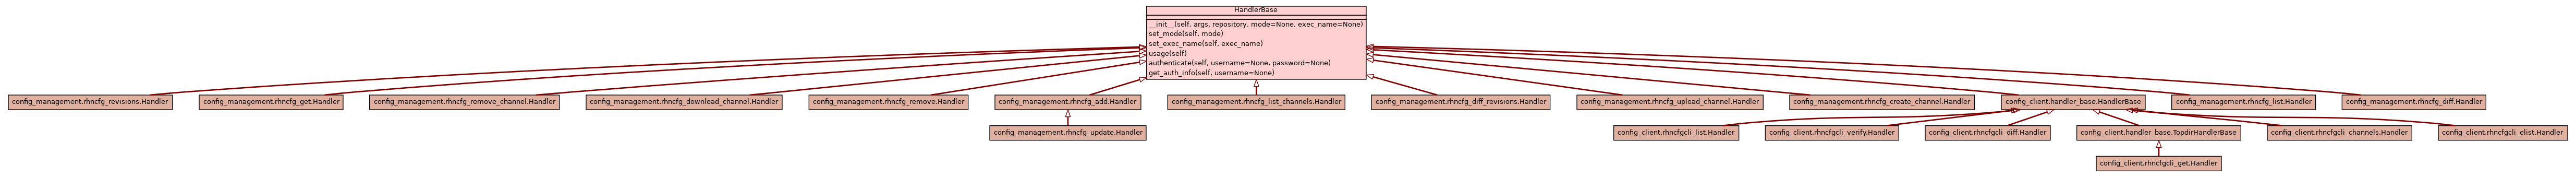 HandlerBase
__init__(self, args, repository, mode=None, exec_name=None)
set_mode(self, mode)
set_exec_name(self, exec_name)
usage(self)
authenticate(self, username=None, password=None)
get_auth_info(self, username=None)
config_management.rhncfg_revisions.Handler
config_management.rhncfg_get.Handler
config_management.rhncfg_remove_channel.Handler
config_management.rhncfg_download_channel.Handler
config_management.rhncfg_remove.Handler
config_management.rhncfg_add.Handler
config_management.rhncfg_list_channels.Handler
config_management.rhncfg_diff_revisions.Handler
config_management.rhncfg_upload_channel.Handler
config_management.rhncfg_create_channel.Handler
config_client.handler_base.HandlerBase
config_management.rhncfg_list.Handler
config_management.rhncfg_diff.Handler
config_management.rhncfg_update.Handler
config_client.rhncfgcli_list.Handler
config_client.rhncfgcli_verify.Handler
config_client.rhncfgcli_diff.Handler
config_client.handler_base.TopdirHandlerBase
config_client.rhncfgcli_channels.Handler
config_client.rhncfgcli_elist.Handler
config_client.rhncfgcli_get.Handler